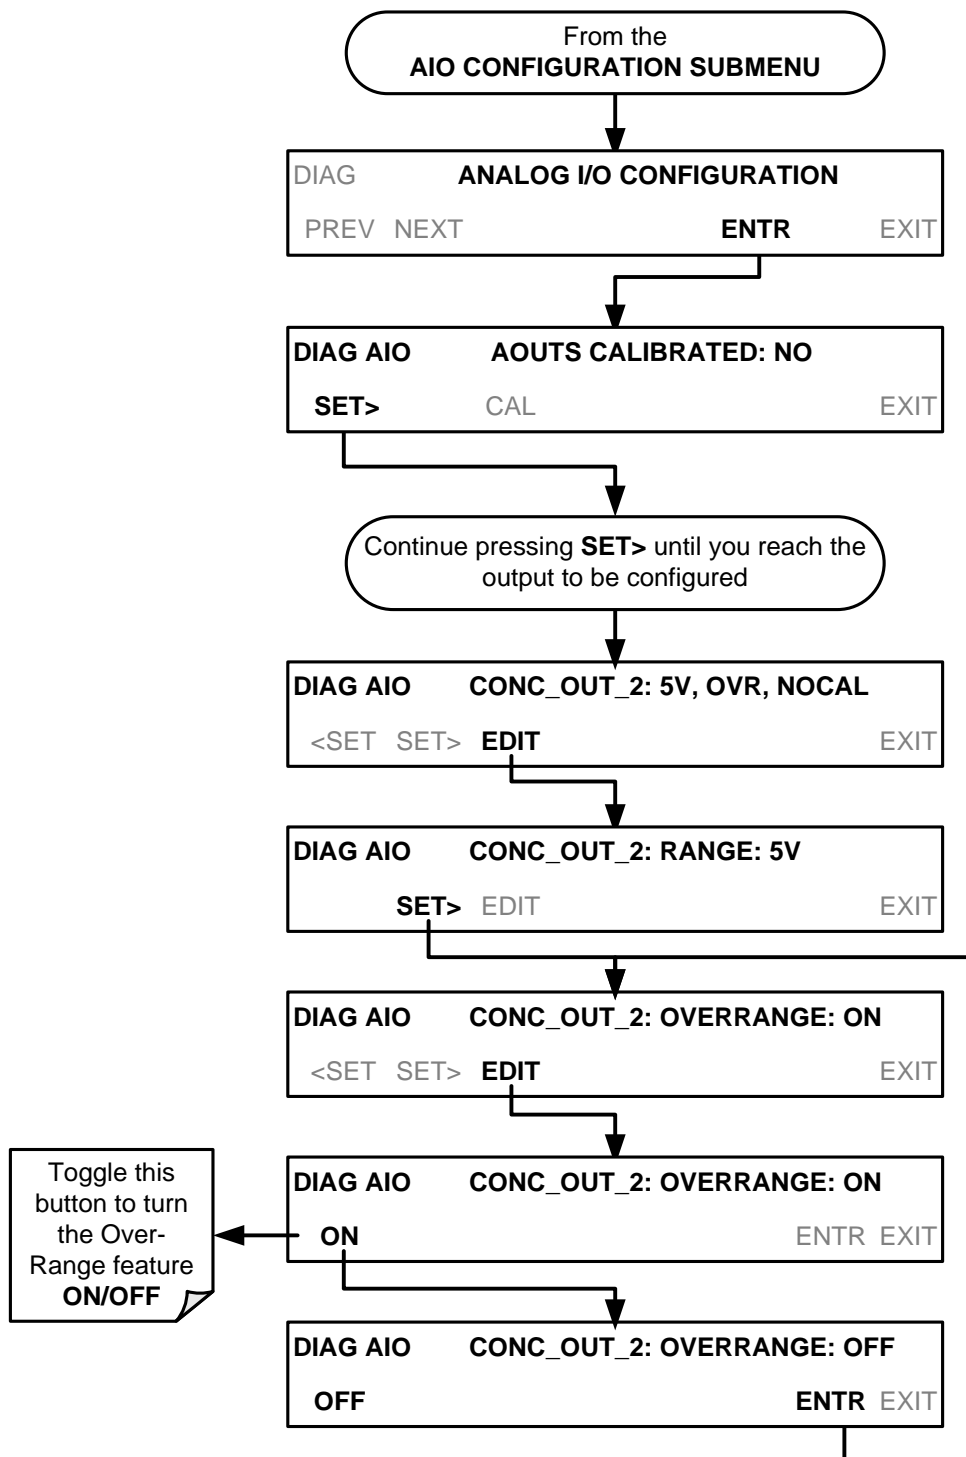 From the
AIO CONFIGURATION SUBMENU
DIAG ANALOG I/O CONFIGURATION
PREV NEXT ENTR EXIT
DIAG AIO AOUTS CALIBRATED: NO
SET> CAL EXIT
Continue pressing SET> until you reach the
output to be configured
DIAG AIO CONC_OUT_2: 5V, OVR, NOCAL
<SET SET> EDIT EXIT
DIAG AIO CONC_OUT_2: RANGE: 5V
SET> EDIT EXIT
DIAG AIO CONC_OUT_2: OVERRANGE: ON
<SET SET> EDIT EXIT
Toggle this
button to turn
the Over-
Range feature
ON/OFF
DIAG AIO CONC_OUT_2: OVERRANGE: ON
ON ENTR EXIT
DIAG AIO CONC_OUT_2: OVERRANGE: OFF
OFF ENTR EXIT